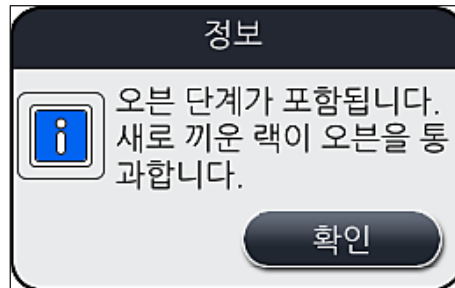 정보
오븐 단계가 포함됩니다.
새로 끼운 랙이 오븐을 통
과합니다.
확인